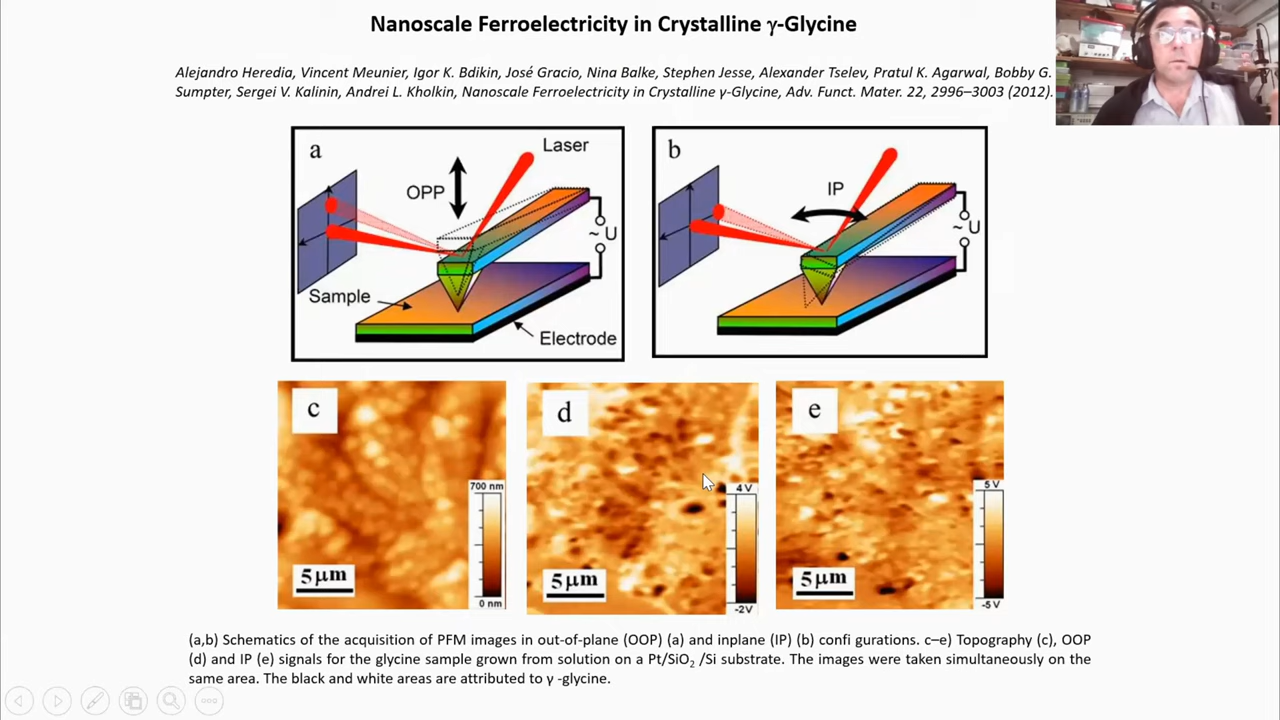 Nanoscale Ferroelectricity in Crystalline γ-Glycine
Alejandro Heredia, Vincent Meunier, Igor K. Bdikin, José Gracio, Nina Balke, Stephen Jesse, Alexander Tselev, Pratul K. Agarwal, Bobby G.
Sumpter, Sergei V. Kalinin, Andrei L. Kholkin, Nanoscale Ferroelectricity in Crystalline γ-Glycine, Adv. Funct. Mater. 22, 2996–3003 (2012).
a
Laser
OPP
~ U
Sample
Electrode
b
IP
~ U
c
700 nm
0 nm
5 μm
d
4 V
-2V
5 μm
e
5 V
-5 V
5 μm
(a,b) Schematics of the acquisition of PFM images in out-of-plane (OOP) (a) and inplane (IP) (b) confi gurations. c–e) Topography (c), OOP
(d) and IP (e) signals for the glycine sample grown from solution on a Pt/SiO₂ /Si substrate. The images were taken simultaneously on the
same area. The black and white areas are attributed to γ -glycine.